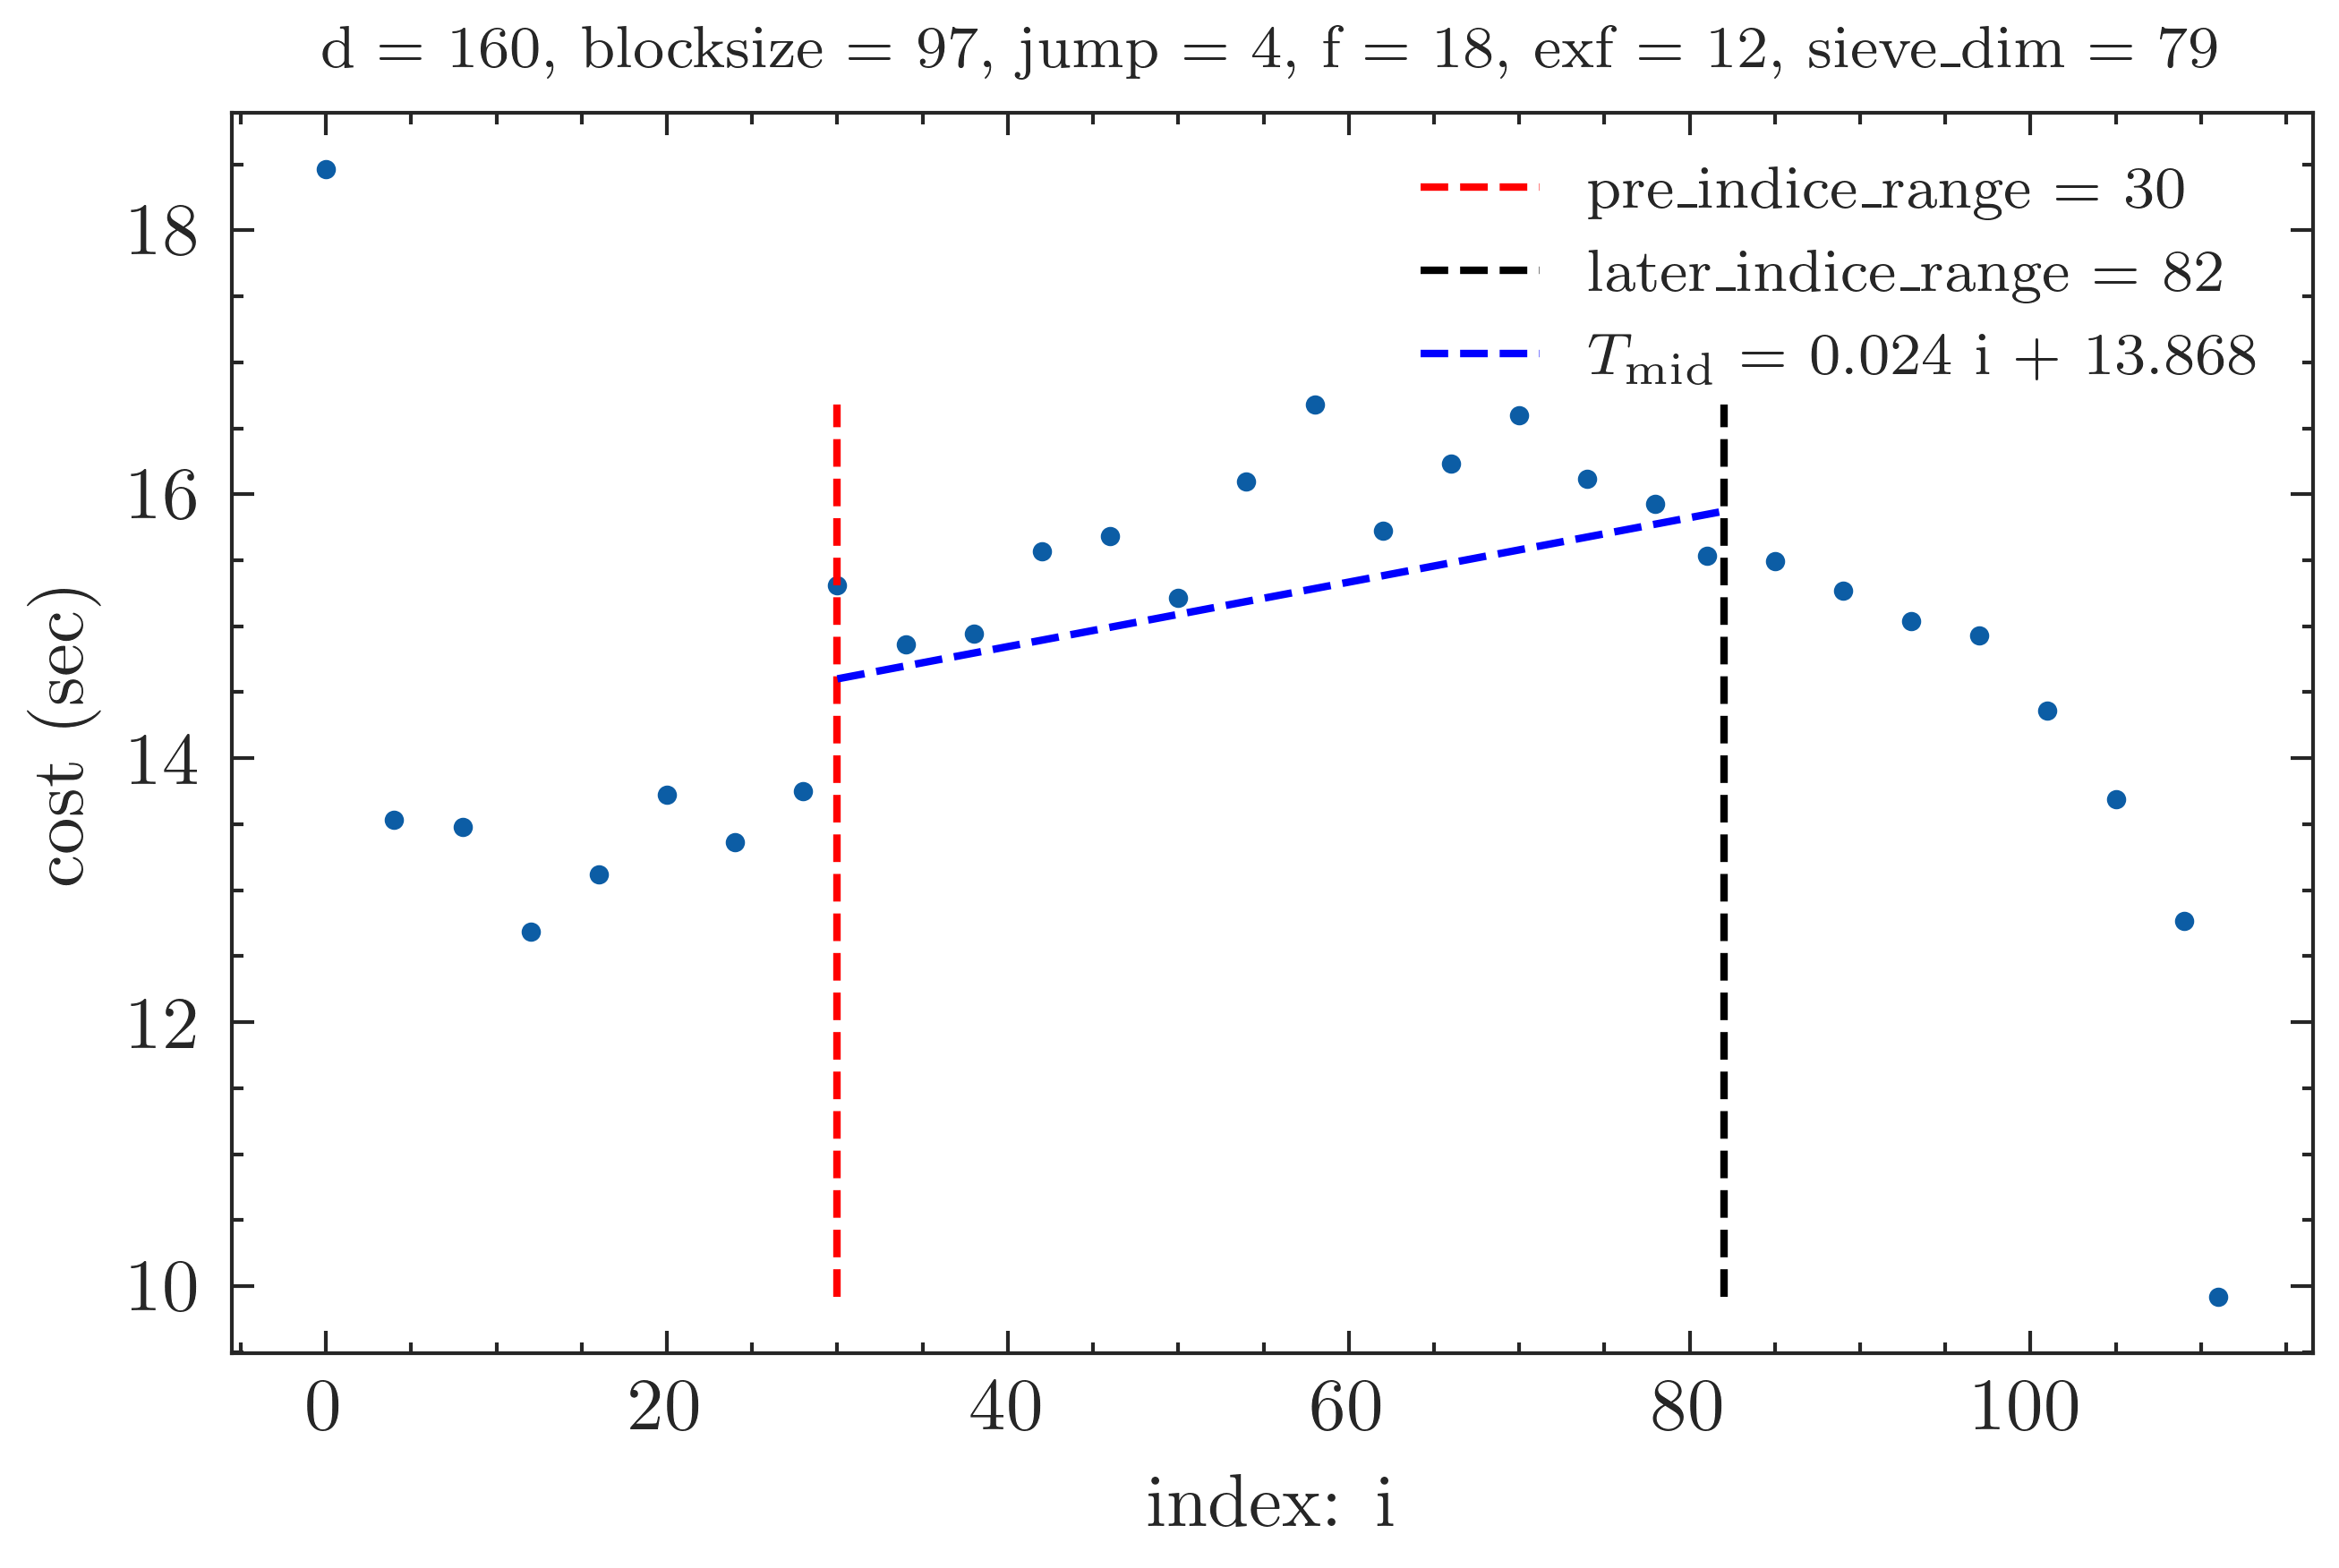 d = 160, blocksize = 97, jump = 4, f = 18, exf = 12, sieve_dim = 79
pre_indice_range = 30
later_indice_range = 82
T_mid = 0.024 i + 13.868
18
16
14
12
10
cost (sec)
0 20 40 60 80 100
index: i